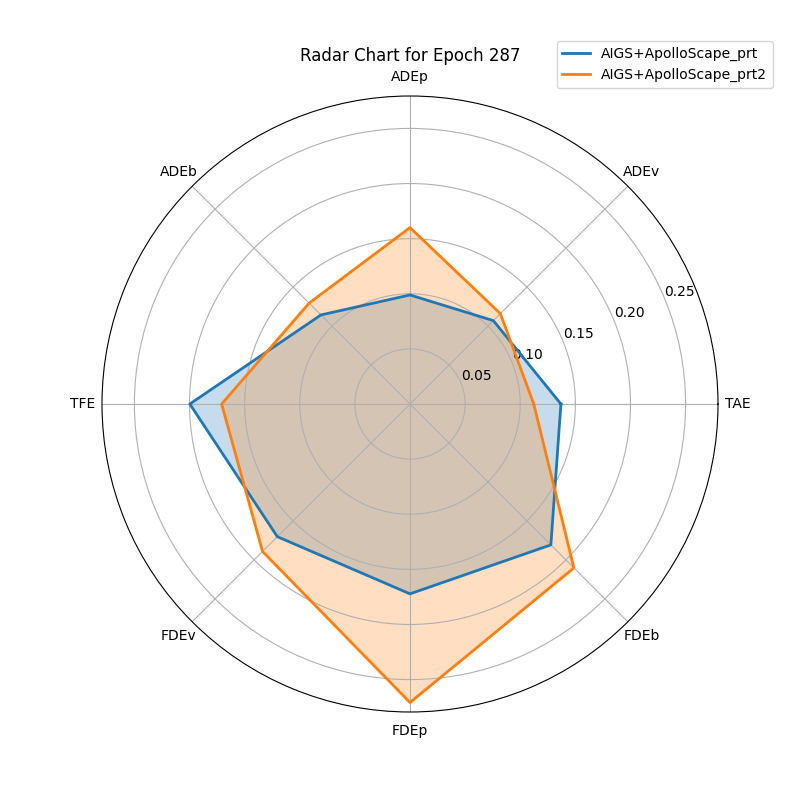 Radar Chart for Epoch 287
AIGS+ApolloScape_prt
AIGS+ApolloScape_prt2
ADEp
ADEb
ADEv
0.25
0.20
0.15
0.10
0.05
TFE
TAE
FDEv
FDEb
FDEp